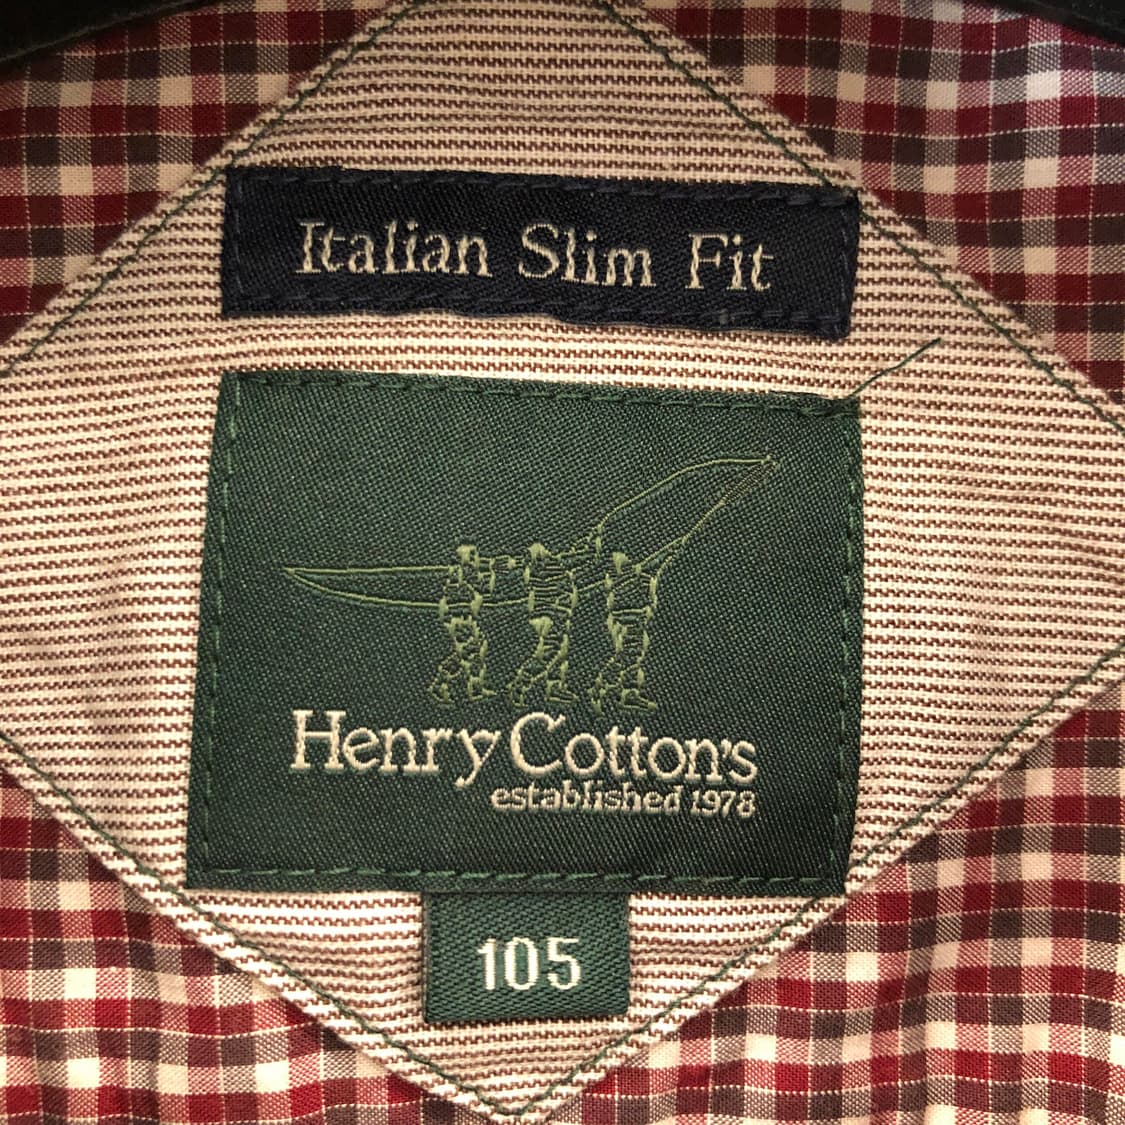 Italian Slim Fit
Henry Cotton's
established 1978
105